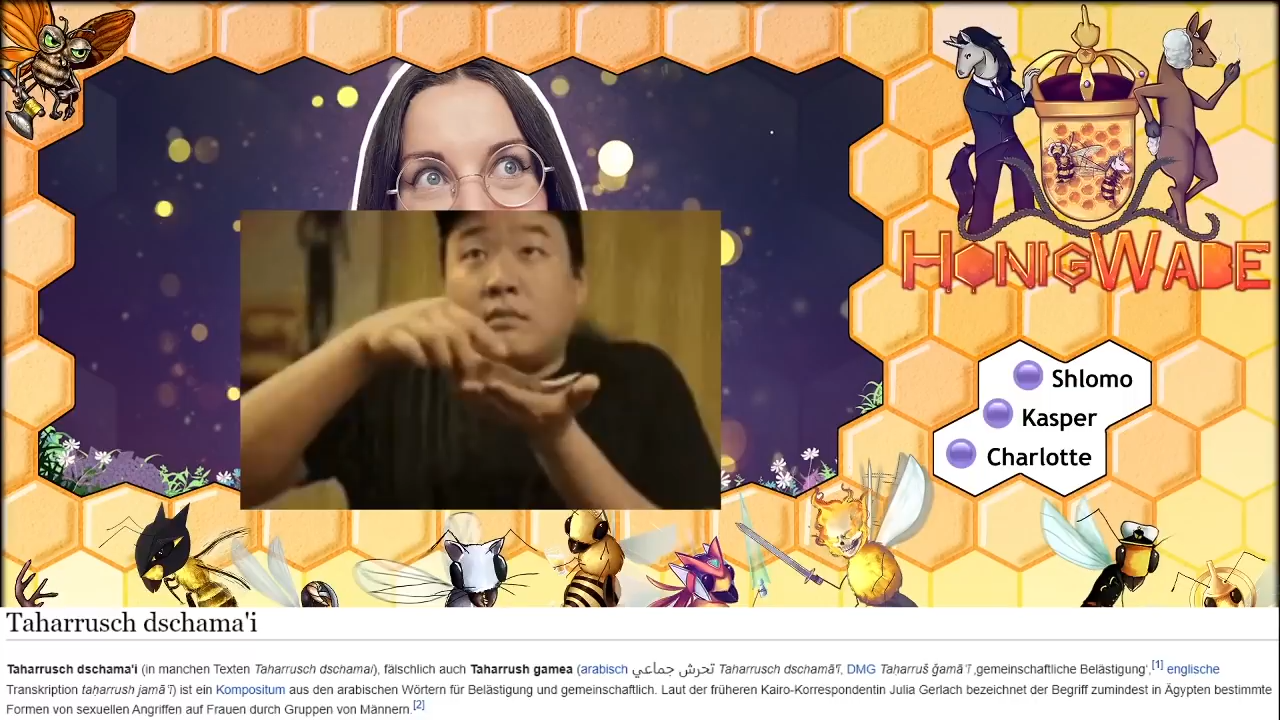 HONIGWABE
Shlomo
Kasper
Charlotte
Taharrusch dschama'i
Taharrusch dschama'i (in manchen Texten Taharrusch dschamai), fälschlich auch Taharrush gamea (arabisch تحرش جماعي Taharrusch dschamāʿī, DMG Taḥarruš ǧamāʿī ‚gemeinschaftliche Belästigung‘,[1] englische
Transkription taḥarrush jamāʿī) ist ein Kompositum aus den arabischen Wörtern für Belästigung und gemeinschaftlich. Laut der früheren Kairo-Korrespondentin Julia Gerlach bezeichnet der Begriff zumindest in Ägypten bestimmte
Formen von sexuellen Angriffen auf Frauen durch Gruppen von Männern.[2]